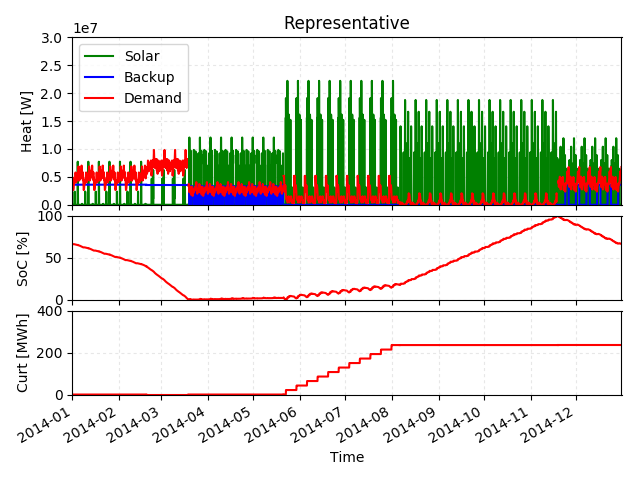 Representative
1e7
3.0
2.5
2.0
1.5
1.0
0.5
0.0
Heat [W]
Solar
Backup
Demand
100
50
0
SoC [%]
400
200
0
Curt [MWh]
2014-01
2014-02
2014-03
2014-04
2014-05
2014-06
2014-07
2014-08
2014-09
2014-10
2014-11
2014-12
Time